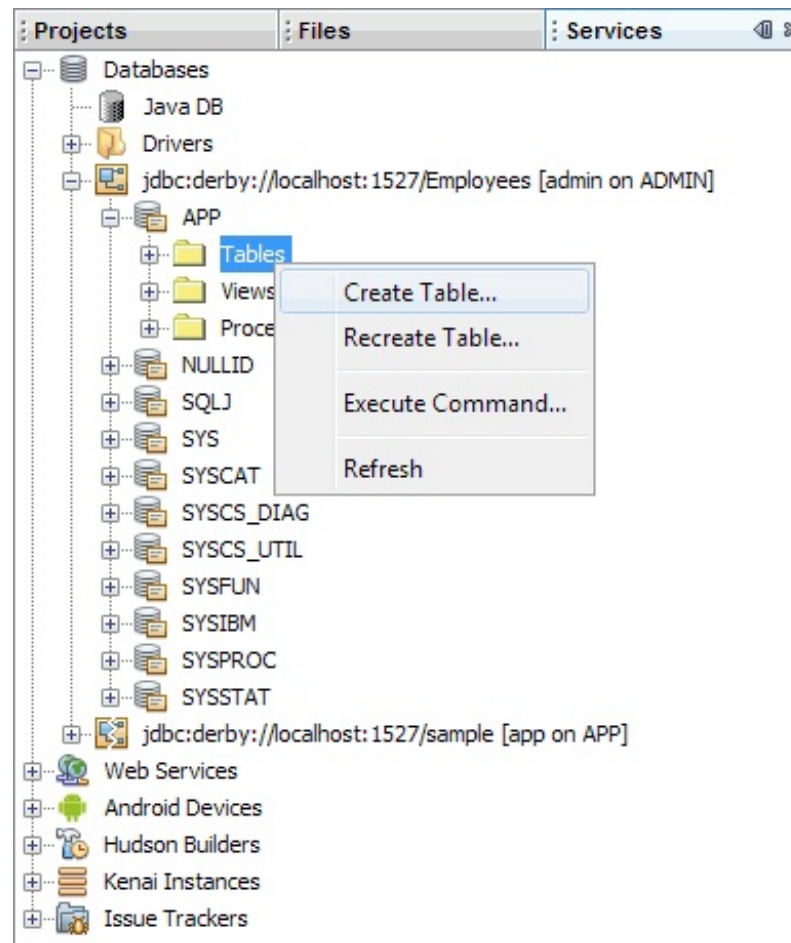 Projects Files Services
Databases
Java DB
Drivers
jdbc:derby://localhost:1527/Employees [admin on ADMIN]
APP
Tables
Views
Proce
Create Table...
Recreate Table...
Execute Command...
Refresh
NULLID
SQLJ
SYS
SYSCAT
SYSCS_DIAG
SYSCS_UTIL
SYSFUN
SYSIBM
SYSPROC
SYSSTAT
jdbc:derby://localhost:1527/sample [app on APP]
Web Services
Android Devices
Hudson Builders
Kenai Instances
Issue Trackers